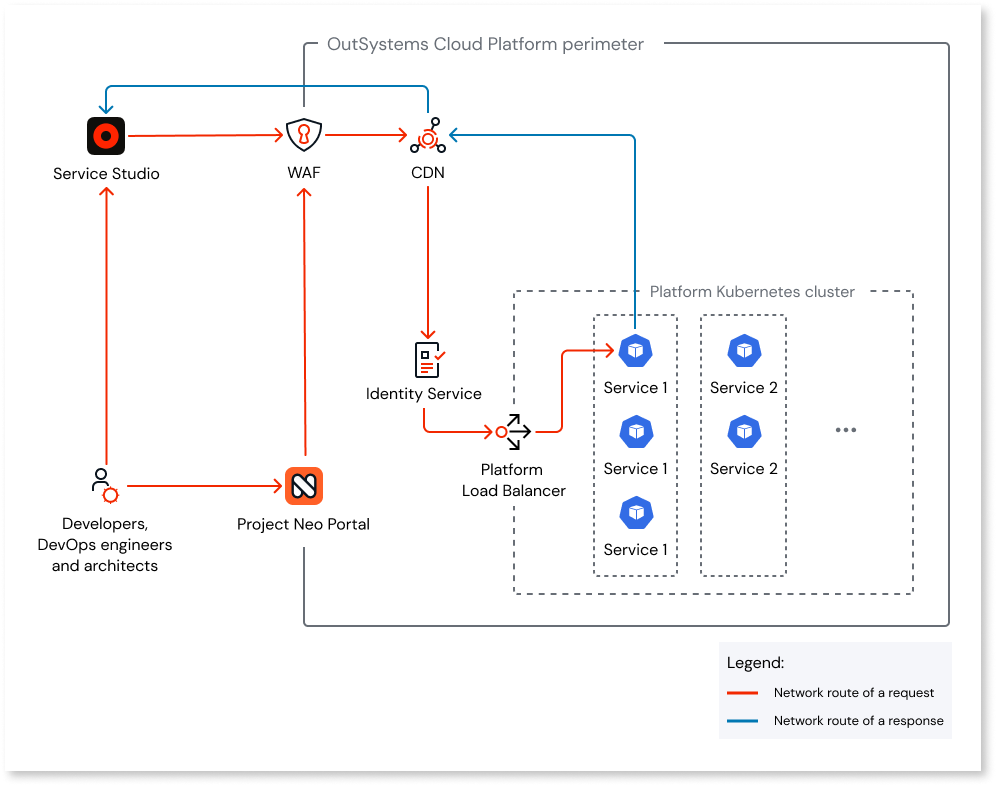 OutSystems Cloud Platform perimeter
Service Studio
WAF
CDN
Platform Kubernetes cluster
Identity Service
Service 1
Service 2
Service 1
Service 2
Service 1
Platform
Load Balancer
Developers,
DevOps engineers
and architects
Project Neo Portal
Legend:
Network route of a request
Network route of a response